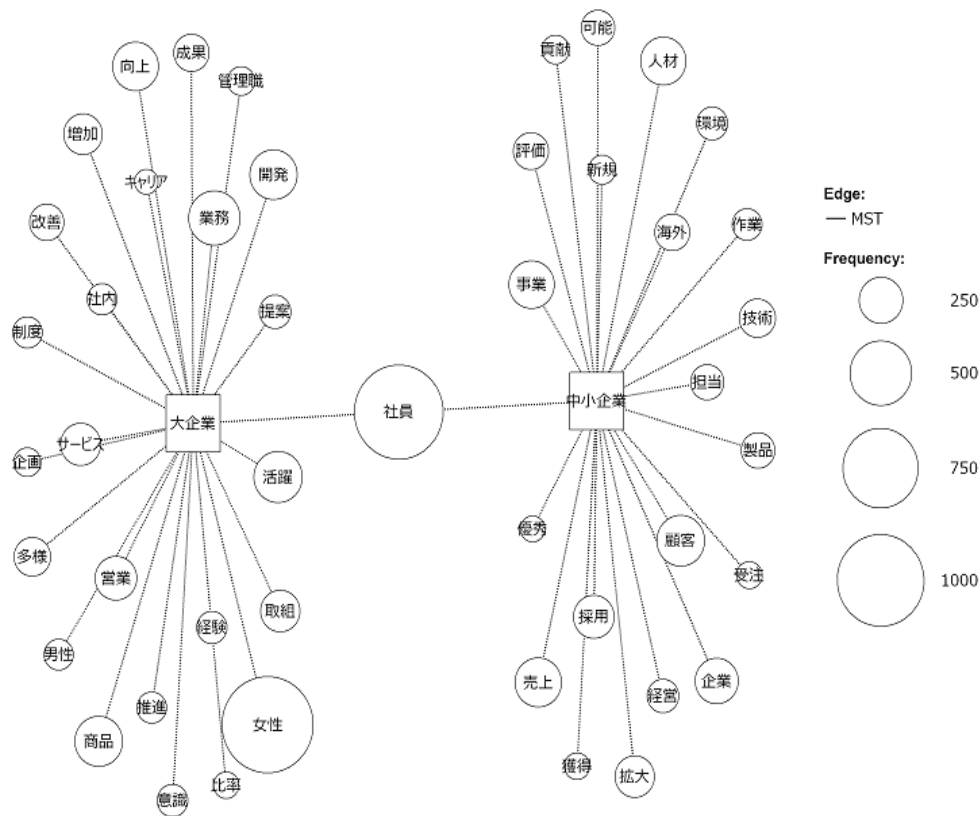 向上
成果
管理職
増加
キャリア
開発
業務
改善
社内
提案
制度
大企業
サービス
企画
活躍
多様
営業
取組
経験
男性
推進
女性
商品
意識
比率
社員
可能
貢献
人材
環境
評価
新規
海外
作業
事業
技術
担当
中小企業
製品
優秀
顧客
受注
採用
売上
経営
企業
獲得
拡大
Edge:
MST
Frequency:
250
500
750
1000